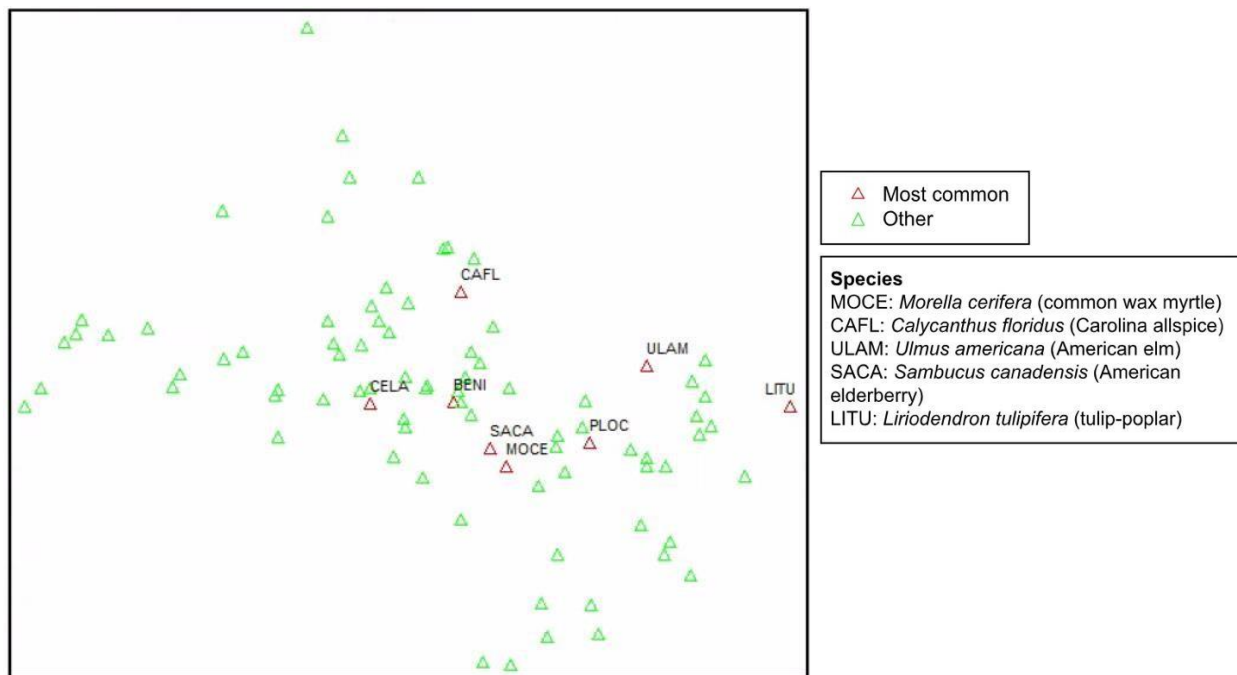 CAFL
ULAM
CELA
BENI
LITU
SACA
PLOC
MOCE
Most common
Other
Species
MOCE: Morella cerifera (common wax myrtle)
CAFL: Calycanthus floridus (Carolina allspice)
ULAM: Ulmus americana (American elm)
SACA: Sambucus canadensis (American
elderberry)
LITU: Liriodendron tulipifera (tulip-poplar)